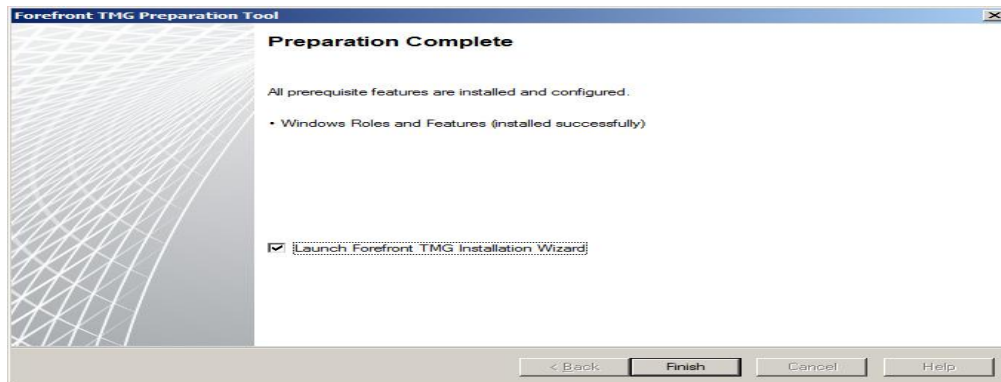 Forefront TMG Preparation Tool
Preparation Complete
All prerequisite features are installed and configured.
• Windows Roles and Features (installed successfully)
Launch Forefront TMG Installation Wizard
< Back Finish Cancel Help